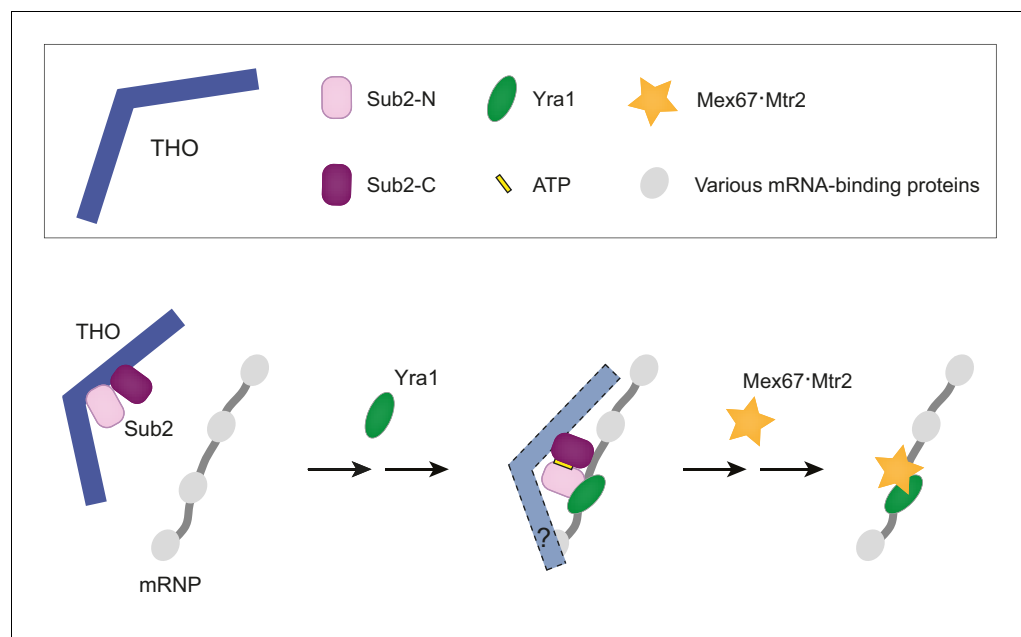 THO
Sub2-N
Yra1
Mex67·Mtr2
Sub2-C
ATP
Various mRNA-binding proteins
THO
Sub2
mRNP
Yra1
?
Mex67·Mtr2